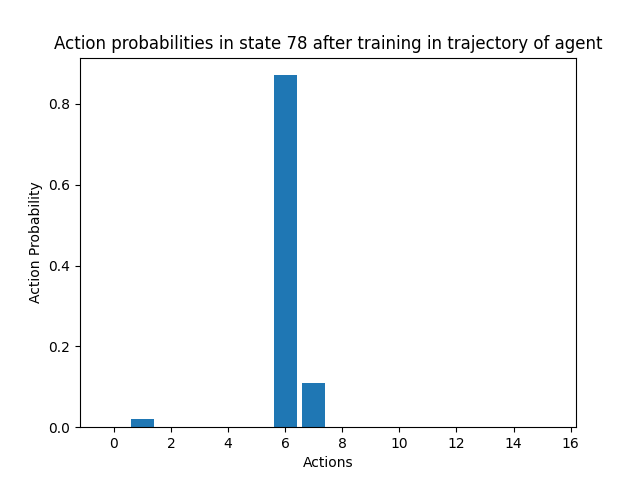 Action probabilities in state 78 after training in trajectory of agent
Action Probability
0.8
0.6
0.4
0.2
0.0
0 2 4 6 8 10 12 14 16
Actions